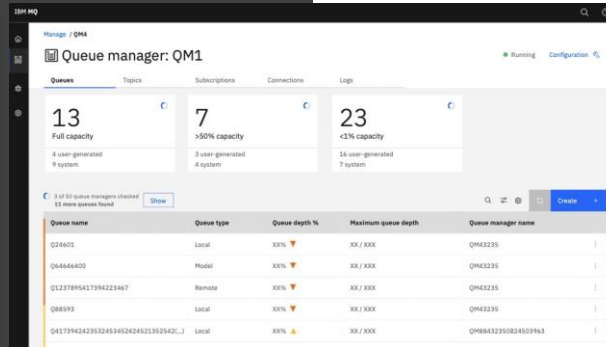 IBM MQ
Manage / QM4
Queue manager: QM1
Running
Configuration
Queues Topics Subscriptions Connections Logs
13
Full capacity
4 user-generated
9 system
7
>50% capacity
3 user-generated
4 system
23
<1% capacity
16 user-generated
7 system
3 of 50 queue managers checked
11 more queues found
Show
Create +
Queue name Queue type Queue depth % Maximum queue depth Queue manager name
Q24601 Local XX% XX / XXX QM43235
Q64646400 Model XX% XX / XXX QM43235
Q1237895417394223467 Remote XX% XX / XXX QM43235
Q88593 Local XX% XX / XXX QM43235
Local XX% XX / XXX QM88432350824503963